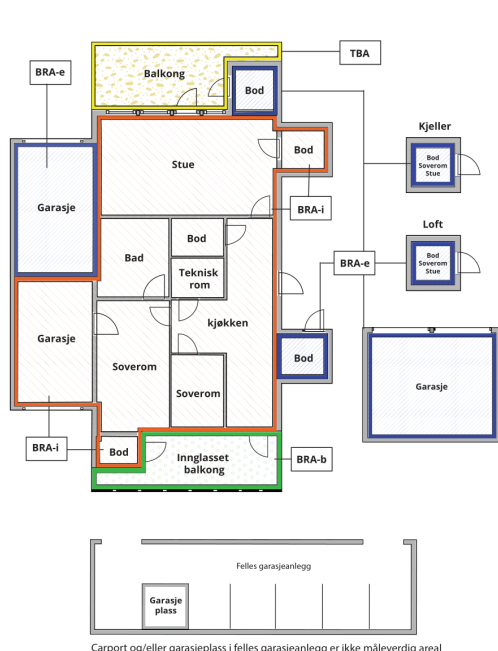 TBA
BRA-e
Balkong
Bod
Kjeller
Bod
Soverom
Stue
Stue
Bod
Garasje
BRA-i
Loft
Bod
Bod
Soverom
Stue
Bad
Teknisk
rom
BRA-e
kjøkken
Garasje
Soverom
Bod
Garasje
Soverom
BRA-i
Bod
Innglasset
balkong
BRA-b
Felles garasjeanlegg
Garasje
plass
Carport og/eller garasjeplass i felles garasjeanlegg er ikke måleverdig areal